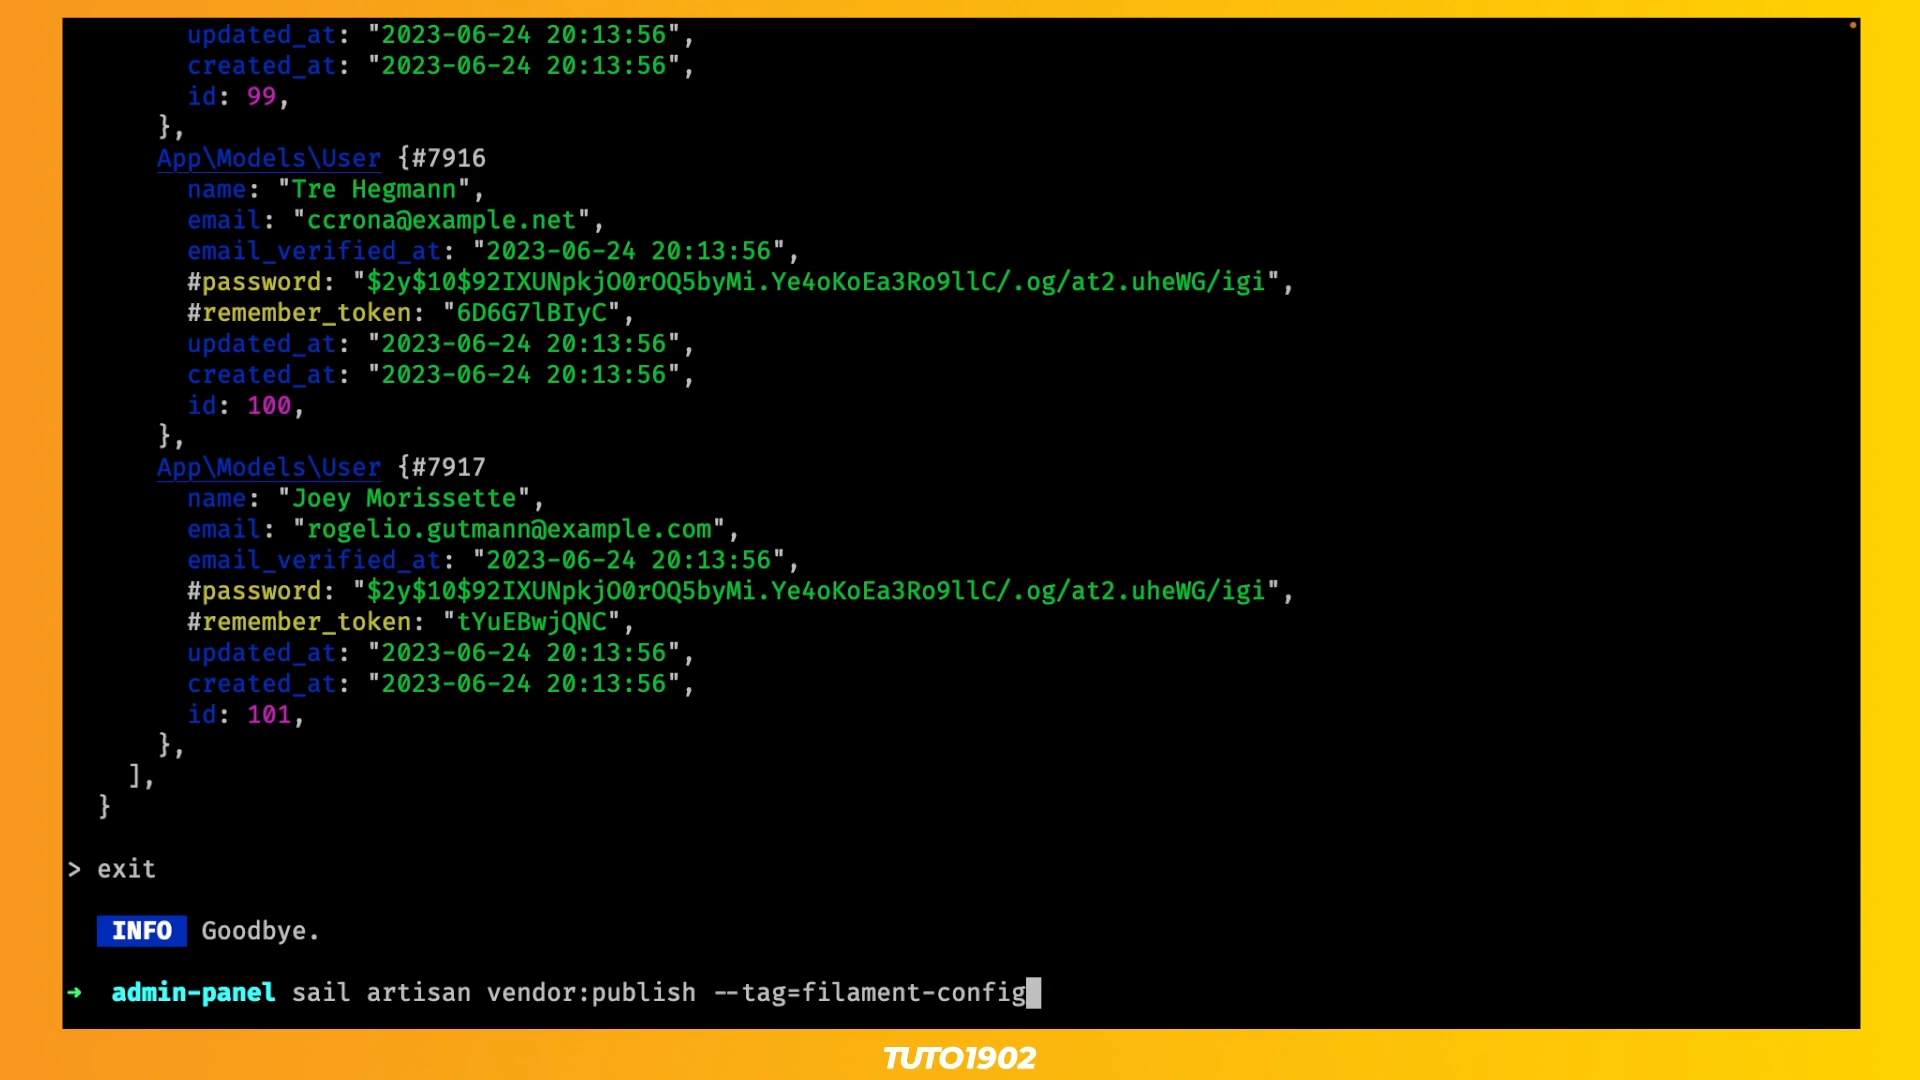 updated_at: "2023-06-24 20:13:56",
created_at: "2023-06-24 20:13:56",
id: 99,
},
App\Models\User {#7916
name: "Tre Hegmann",
email: "ccrona@example.net",
email_verified_at: "2023-06-24 20:13:56",
#password: "$2y$10$92IXUNpkjO0rOQ5byMi.Ye4oKoEa3Ro9llC/.og/at2.uheWG/igi",
#remember_token: "6D6G7lBIyC",
updated_at: "2023-06-24 20:13:56",
created_at: "2023-06-24 20:13:56",
id: 100,
},
App\Models\User {#7917
name: "Joey Morissette",
email: "rogelio.gutmann@example.com",
email_verified_at: "2023-06-24 20:13:56",
#password: "$2y$10$92IXUNpkjO0rOQ5byMi.Ye4oKoEa3Ro9llC/.og/at2.uheWG/igi",
#remember_token: "tYuEBwjQNC",
updated_at: "2023-06-24 20:13:56",
created_at: "2023-06-24 20:13:56",
id: 101,
},
],
}
> exit
INFO Goodbye.
➜ admin-panel sail artisan vendor:publish --tag=filament-config
TUTO1902